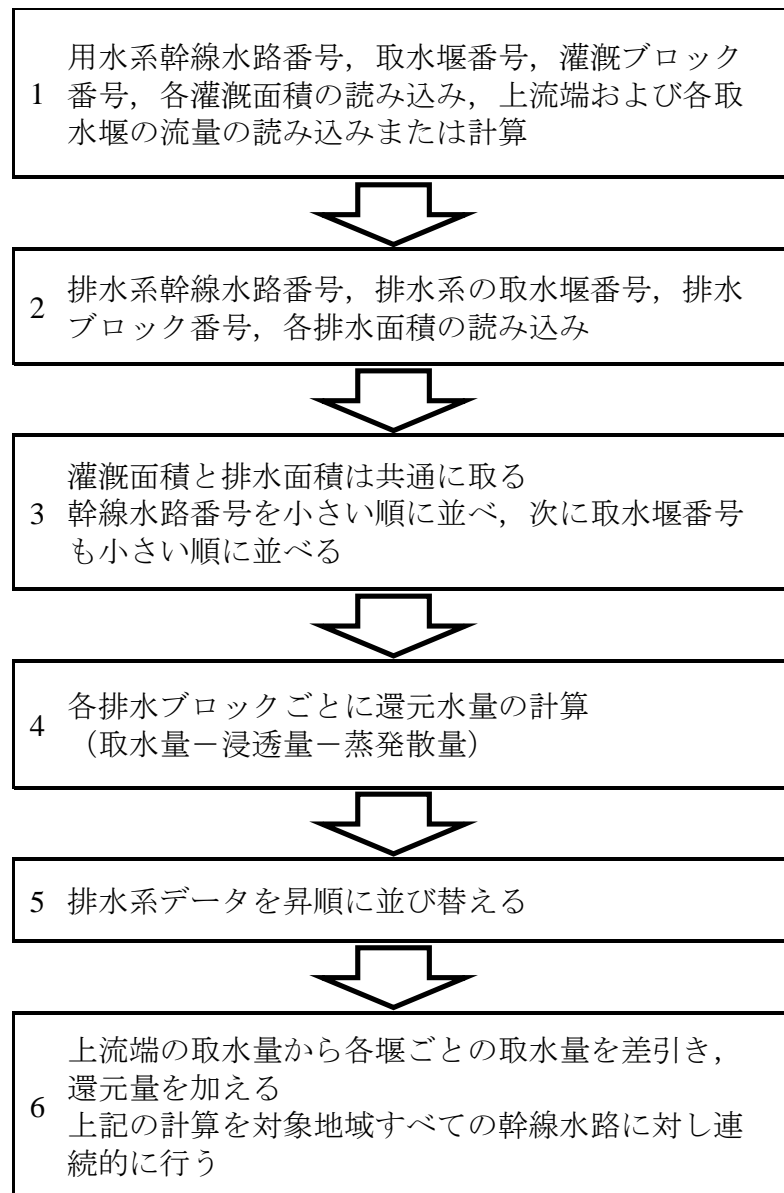 用水系幹線水路番号，取水堰番号，灌漑ブロック
1 番号，各灌漑面積の読み込み，上流端および各取
水堰の流量の読み込みまたは計算
2 排水系幹線水路番号，排水系の取水堰番号，排水
ブロック番号，各排水面積の読み込み
灌漑面積と排水面積は共通に取る
3 幹線水路番号を小さい順に並べ，次に取水堰番号
も小さい順に並べる
4 各排水ブロックごとに還元水量の計算
（取水量－浸透量－蒸発散量）
5 排水系データを昇順に並び替える
上流端の取水量から各堰ごとの取水量を差引き，
還元量を加える
6 上記の計算を対象地域すべての幹線水路に対し連
続的に行う